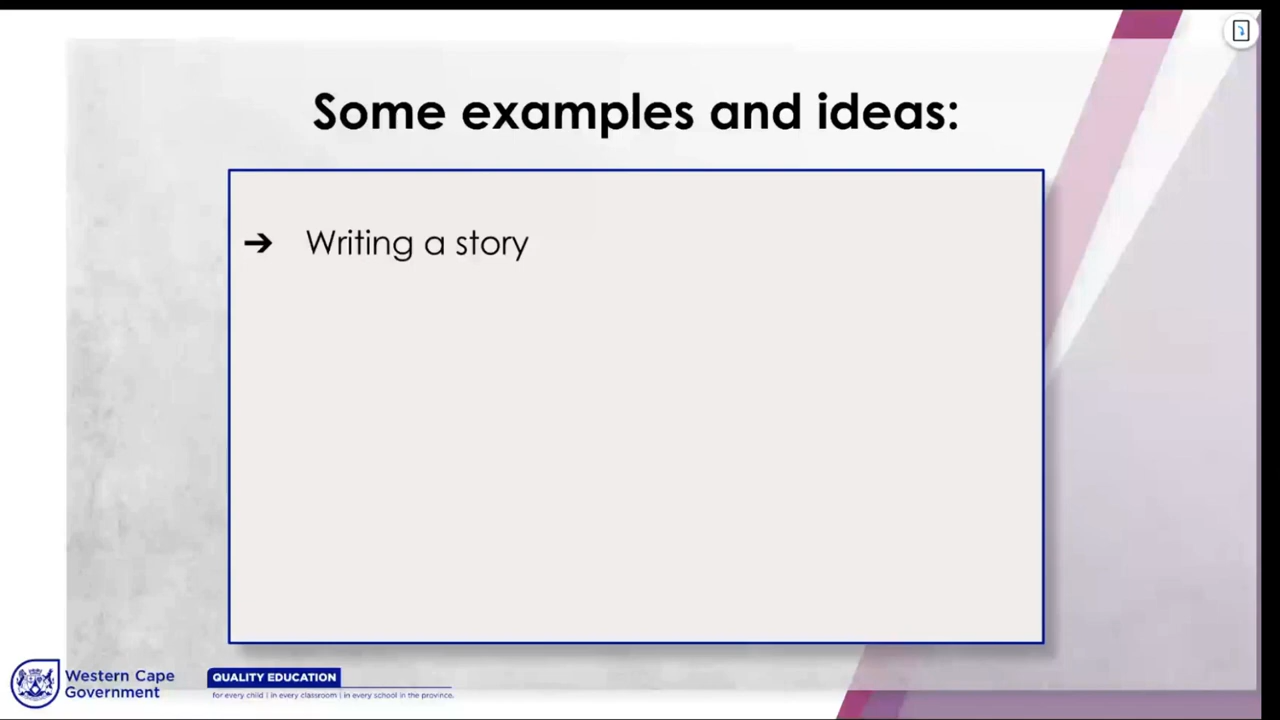 Some examples and ideas:
➔ Writing a story
Western Cape
Government
QUALITY EDUCATION
for every child | in every classroom | in every school in the province.